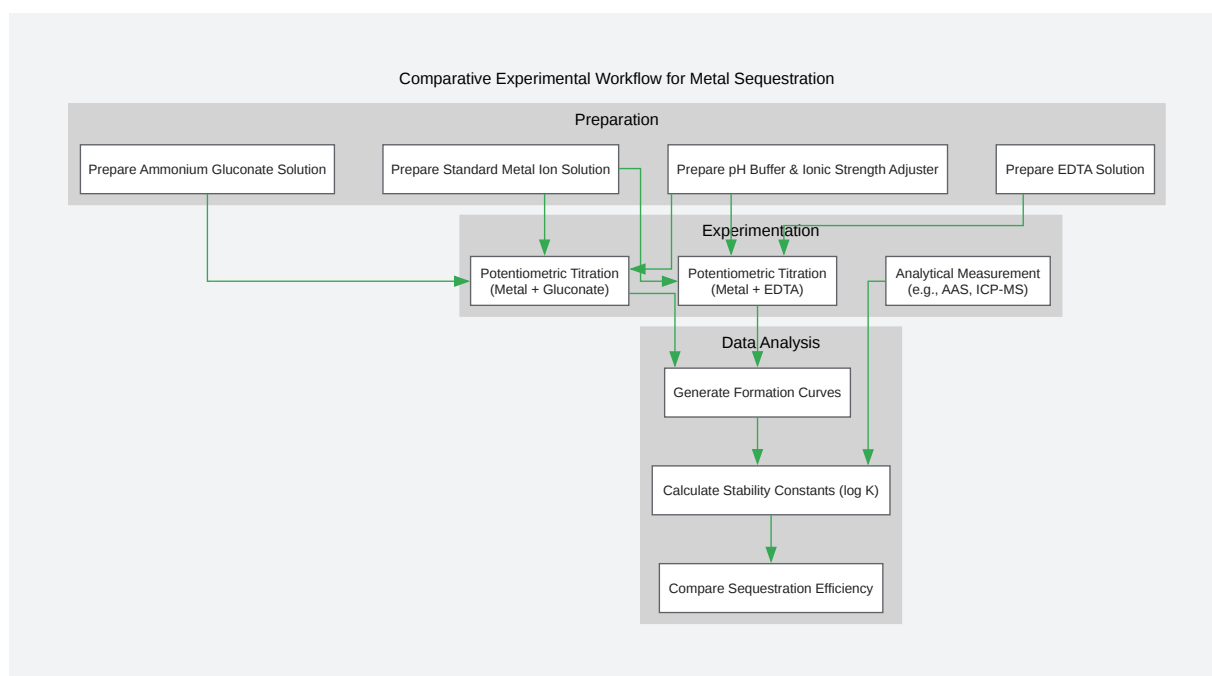 Comparative Experimental Workflow for Metal Sequestration
Preparation
Prepare Ammonium Gluconate Solution
Prepare Standard Metal Ion Solution
Prepare pH Buffer & Ionic Strength Adjuster
Prepare EDTA Solution
Experimentation
Potentiometric Titration
(Metal + Gluconate)
Potentiometric Titration
(Metal + EDTA)
Analytical Measurement
(e.g., AAS, ICP-MS)
Data Analysis
Generate Formation Curves
Calculate Stability Constants (log K)
Compare Sequestration Efficiency